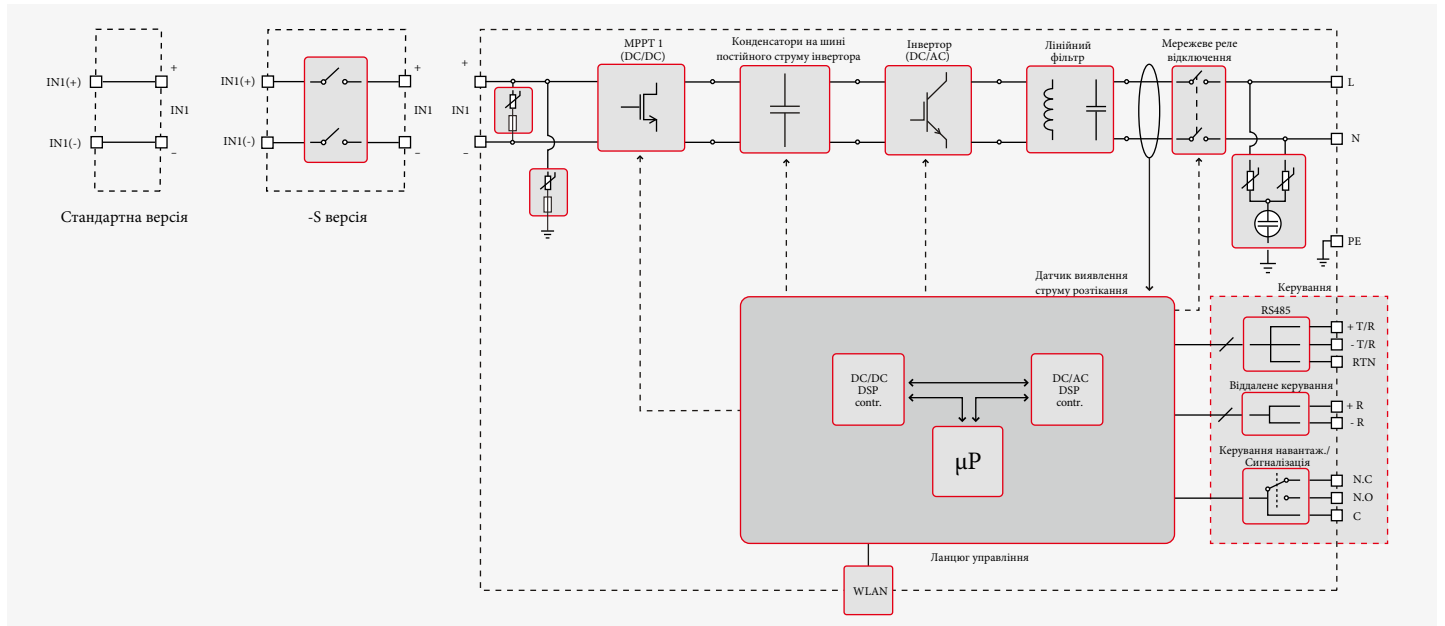 IN1(+)
+
IN1
IN1(-)
–
Стандартна версія
IN1(+)
+
IN1
IN1(-)
–
-S версія
+
IN1
–
MPPT 1
(DC/DC)
Конденсатори на шині
постійного струму інвертора
Інвертор
(DC/AC)
Лінійний
фільтр
Мережеве реле
відключення
L
N
PE
Датчик виявлення
струму розтікання
Керування
RS485
+ T/R
- T/R
RTN
Віддалене керування
+ R
- R
Керування навантаж./
Сигналізація
N.C
N.O
C
DC/DC
DSP
contr.
DC/AC
DSP
contr.
μP
Ланцюг управління
WLAN